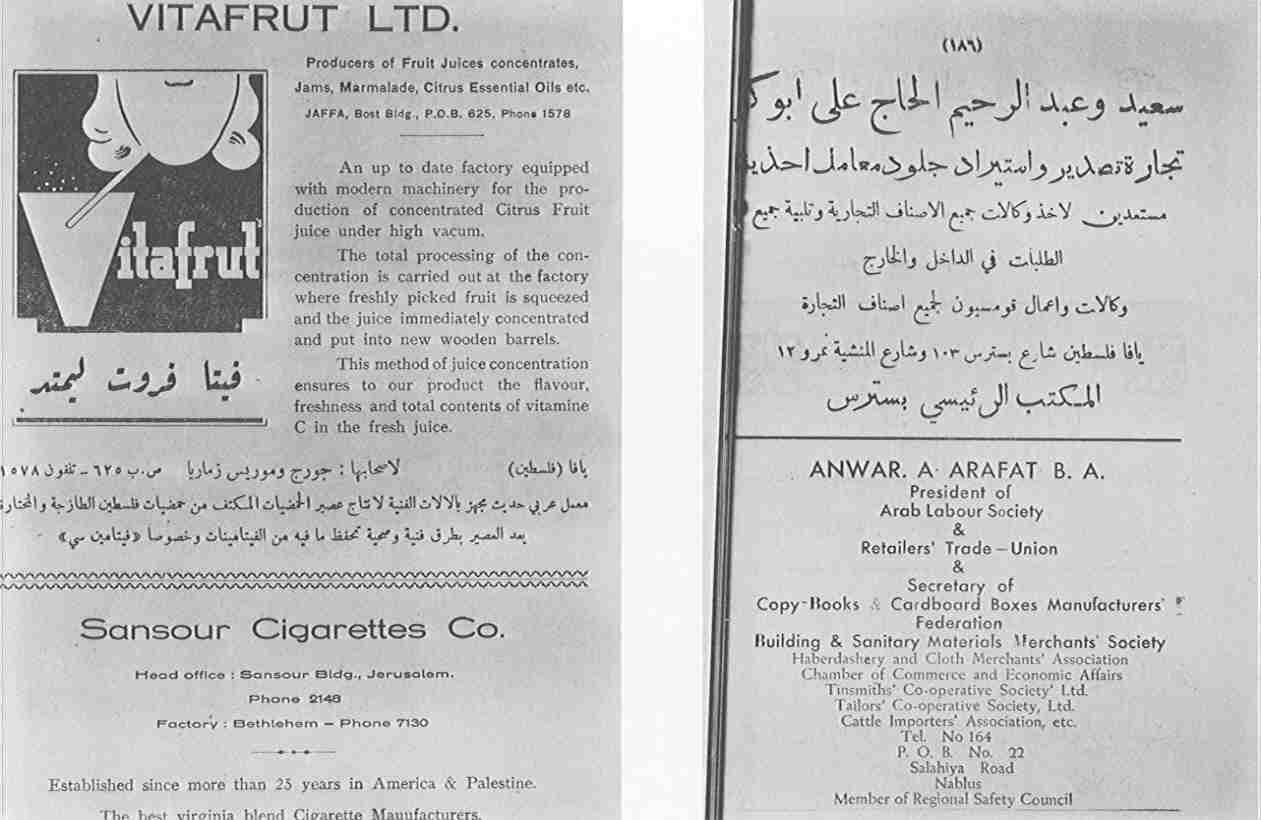 VITAFRUT LTD.
Vitafrut
فيتا فروت ليمتد
Producers of Fruit Juices concentrates,
Jams, Marmalade, Citrus Essential Oils etc.
JAFFA, Bost Bldg., P.O.B. 625, Phone 1578
An up to date factory equipped
with modern machinery for the pro-
duction of concentrated Citrus Fruit
juice under high vacum.
The total processing of the con-
centration is carried out at the factory
where freshly picked fruit is squeezed
and the juice immediately concentrated
and put into new wooden barrels.
This method of juice concentration
ensures to our product the flavour,
freshness and total contents of vitamine
C in the fresh juice.
يافا (فلسطين) لاصحابها : جورج وموريس زماريا ص.ب ٦٢٥ ـ تلفون ١٥٧٨
معمل عربي حديث مجهز بالالات الفنية لانتاج عصير الحمضيات المكثف من حمضيات فلسطين الطازجة والمختارة
يعد العصير بطرق فنية وصحية تحفظ ما فيه من الفيتامينات وخصوصا «فيتامين سي»
Sansour Cigarettes Co.
Head office : Sansour Bldg., Jerusalem.
Phone 2148
Factory : Bethlehem – Phone 7130
Established since more than 25 years in America & Palestine.
The best virginia blend Cigarette Manufacturers.
(١٨٦)
سعيد وعبد الرحيم الحاج علي ابو
تجارة تصدير واستيراد جلود معامل
مستعدين لاخذ وكالات جميع الاصناف التجارية وتلبية جميع
الطلبات في الداخل والخارج
وكالات واعمال قومسيون لجميع اصناف التجارة
يافا فلسطين شارع بسترس ١٠٣ وشارع المنشية نمرو ١٢
المكتب الرئيسي بسترس
ANWAR. A. ARAFAT B. A.
President of
Arab Labour Society
&
Retailers' Trade – Union
&
Secretary of
Copy-Books & Cardboard Boxes Manufacturers'
Federation
Building & Sanitary Materials Merchants' Society
Haberdashery and Cloth Merchants' Association
Chamber of Commerce and Economic Affairs
Tinsmiths' Co-operative Society' Ltd.
Tailors' Co-operative Society, Ltd.
Cattle Importers' Association, etc.
Tel. No 164
P. O. B. No. 22
Salahiya Road
Nablus
Member of Regional Safety Council